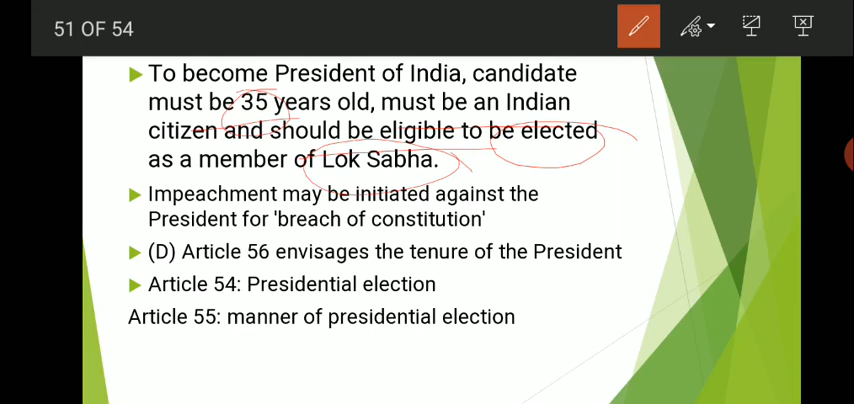 51 OF 54
To become President of India, candidate
must be 35 years old, must be an Indian
citizen and should be eligible to be elected
as a member of Lok Sabha.
Impeachment may be initiated against the
President for 'breach of constitution'
(D) Article 56 envisages the tenure of the President
Article 54: Presidential election
Article 55: manner of presidential election